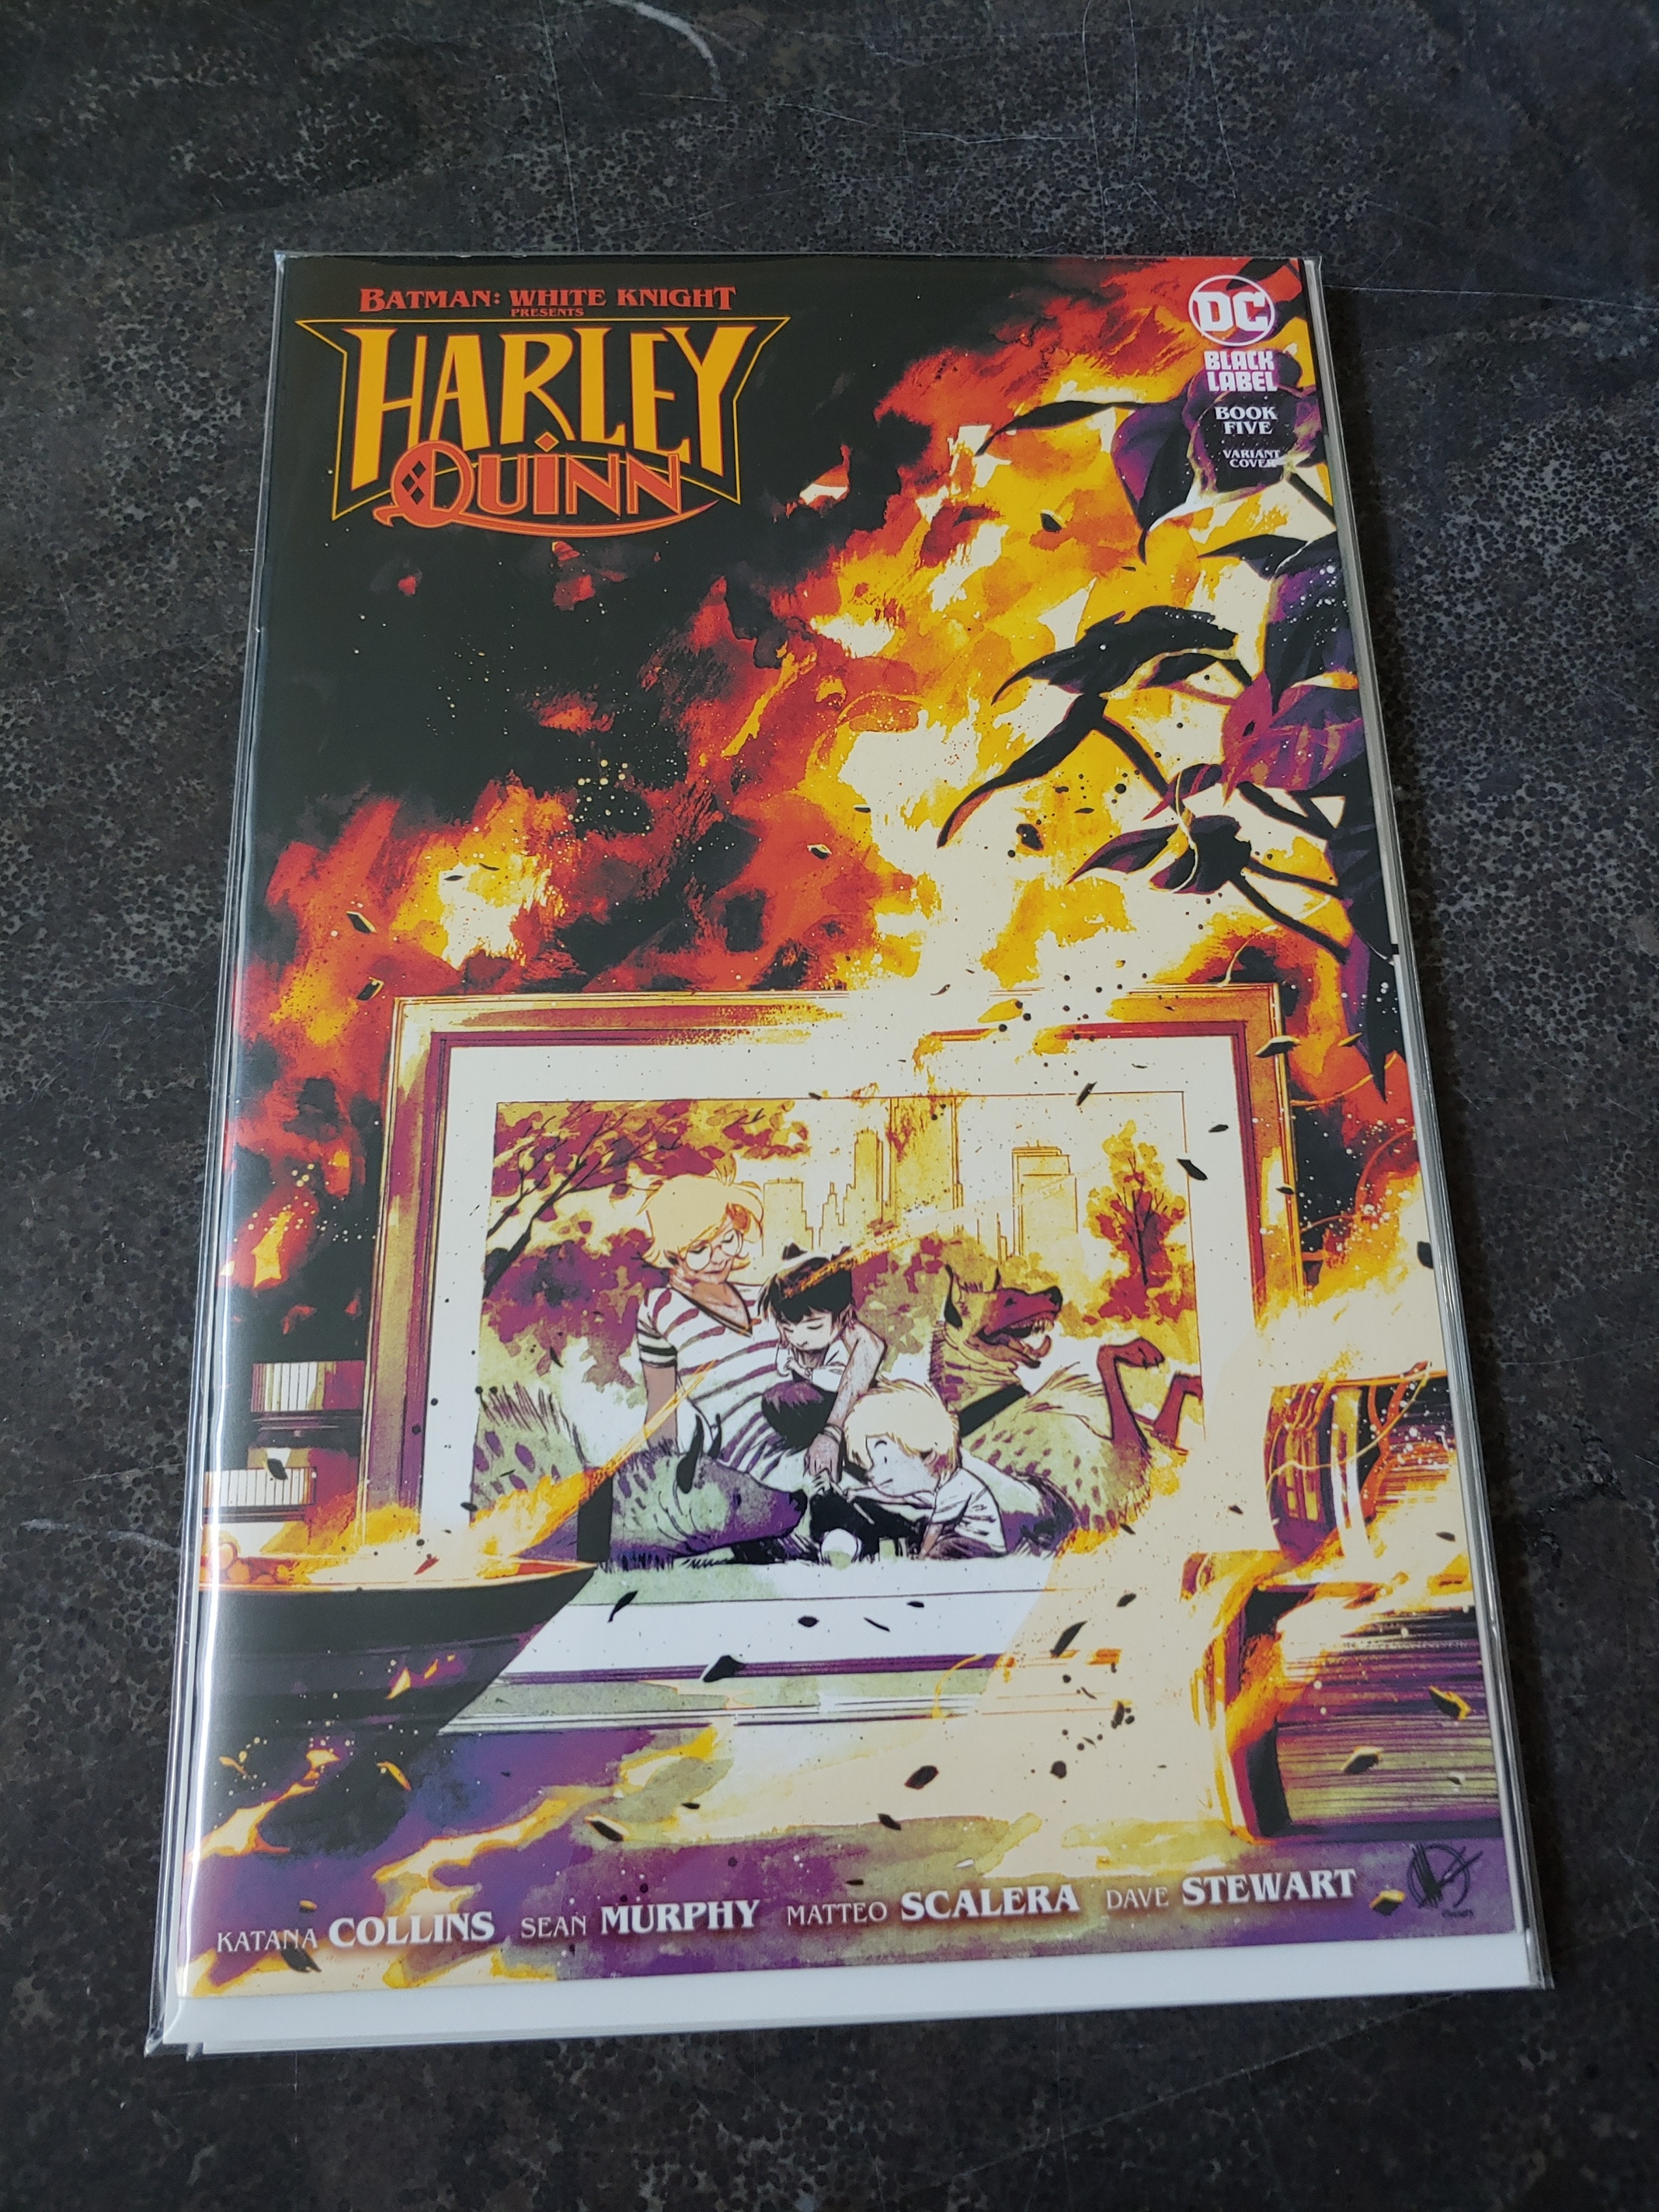 BATMAN: WHITE KNIGHT
PRESENTS
HARLEY
QUINN
DC
BLACK
LABEL
BOOK
FIVE
VARIANT
COVER
KATANA COLLINS SEAN MURPHY MATTEO SCALERA DAVE STEWART